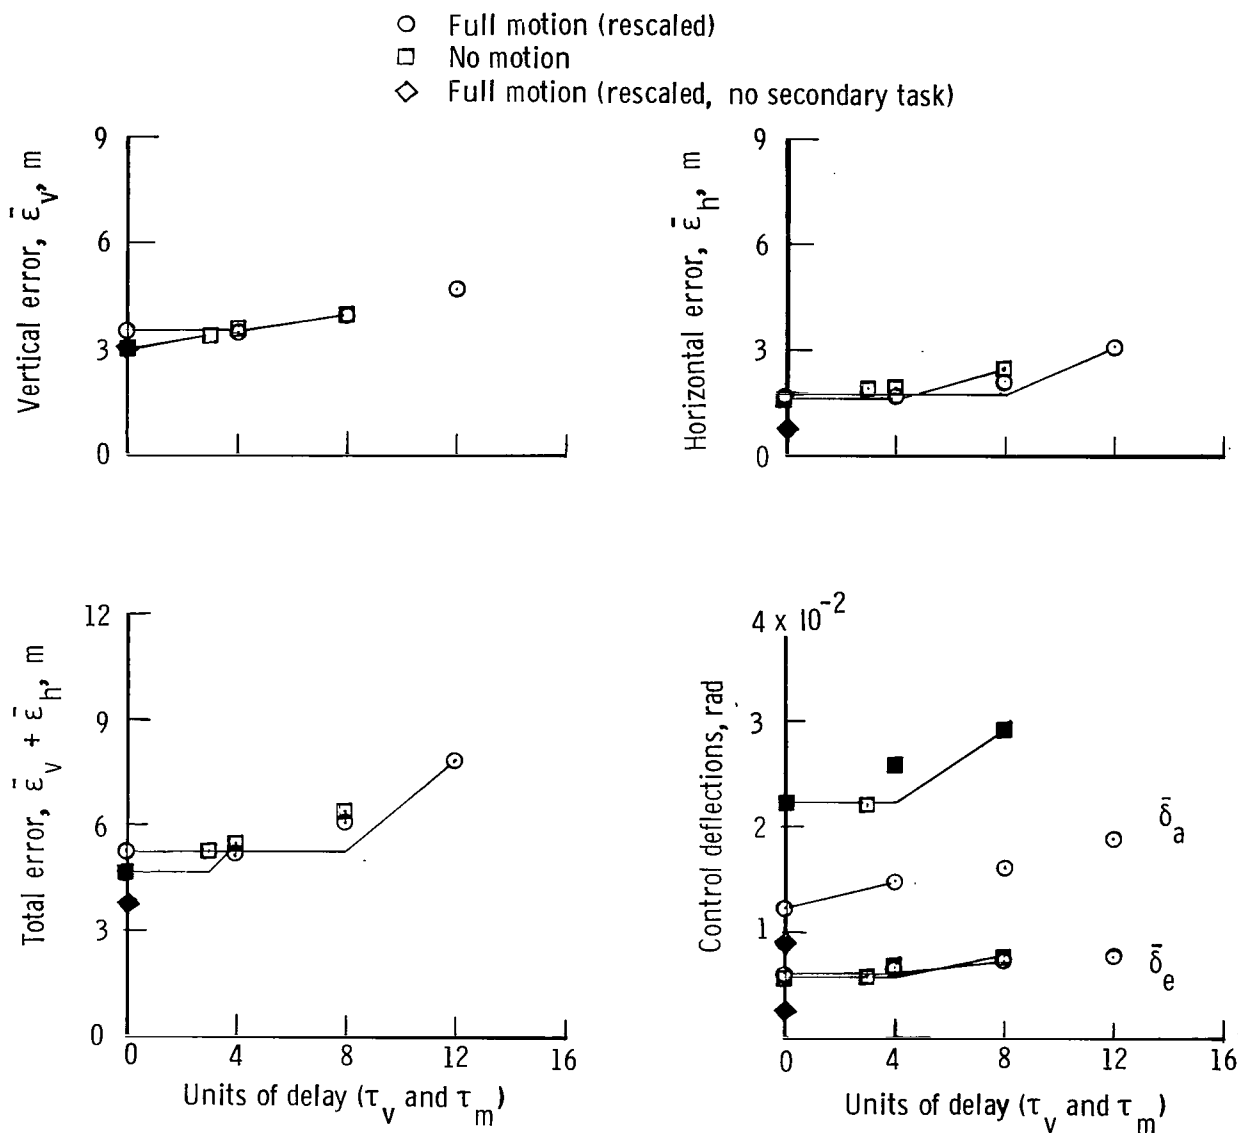 Full motion (rescaled)
No motion
Full motion (rescaled, no secondary task)
9
6
3
0
Vertical error, ε̄v, m
9
6
3
0
Horizontal error, ε̄h, m
12
9
6
3
0
Total error, ε̄v + ε̄h, m
0 4 8 12 16
Units of delay (τv and τm)
4 x 10-2
3
2
1
Control deflections, rad
δ̄a
δ̄e
0 4 8 12 16
Units of delay (τv and τm)